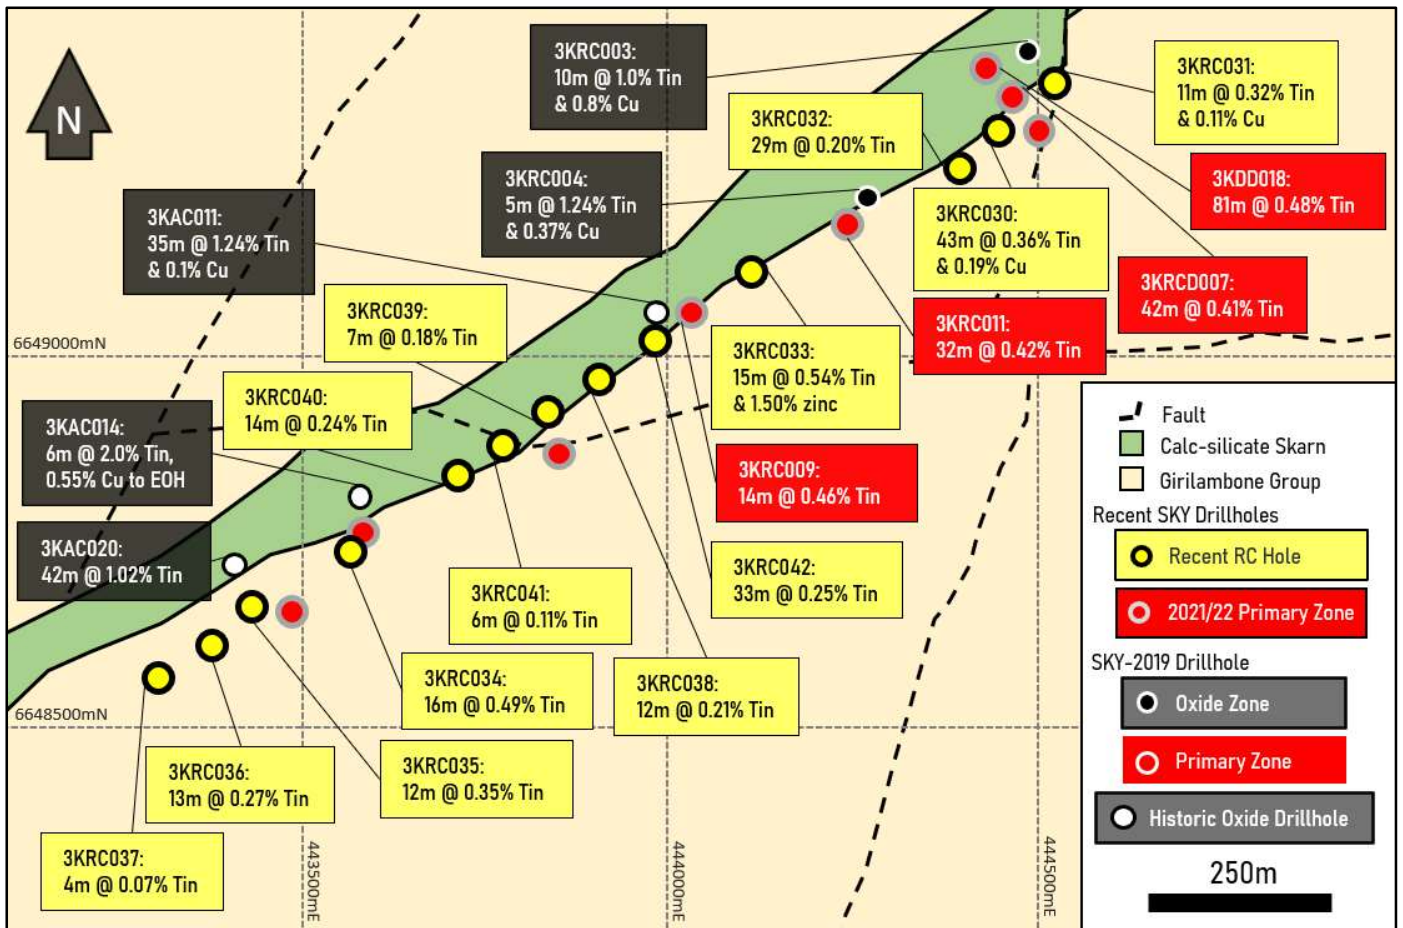 N
3KRC003:
10m @ 1.0% Tin
& 0.8% Cu
3KRC031:
11m @ 0.32% Tin
& 0.11% Cu
3KRC032:
29m @ 0.20% Tin
3KRC004:
5m @ 1.24% Tin
& 0.37% Cu
3KDD018:
81m @ 0.48% Tin
3KAC011:
35m @ 1.24% Tin
& 0.1% Cu
3KRC030:
43m @ 0.36% Tin
& 0.19% Cu
3KRCD007:
42m @ 0.41% Tin
3KRC039:
7m @ 0.18% Tin
3KRC011:
32m @ 0.42% Tin
6649000mN
3KRC033:
15m @ 0.54% Tin
& 1.50% zinc
3KRC040:
14m @ 0.24% Tin
3KAC014:
6m @ 2.0% Tin,
0.55% Cu to EOH
3KRC009:
14m @ 0.46% Tin
3KAC020:
42m @ 1.02% Tin
3KRC042:
33m @ 0.25% Tin
3KRC041:
6m @ 0.11% Tin
3KRC034:
16m @ 0.49% Tin
3KRC038:
12m @ 0.21% Tin
6648500mN
3KRC036:
13m @ 0.27% Tin
3KRC035:
12m @ 0.35% Tin
3KRC037:
4m @ 0.07% Tin
443500mE
444000mE
444500mE
Fault
Calc-silicate Skarn
Girilambone Group
Recent SKY Drillholes
Recent RC Hole
2021/22 Primary Zone
SKY-2019 Drillhole
Oxide Zone
Primary Zone
Historic Oxide Drillhole
250m